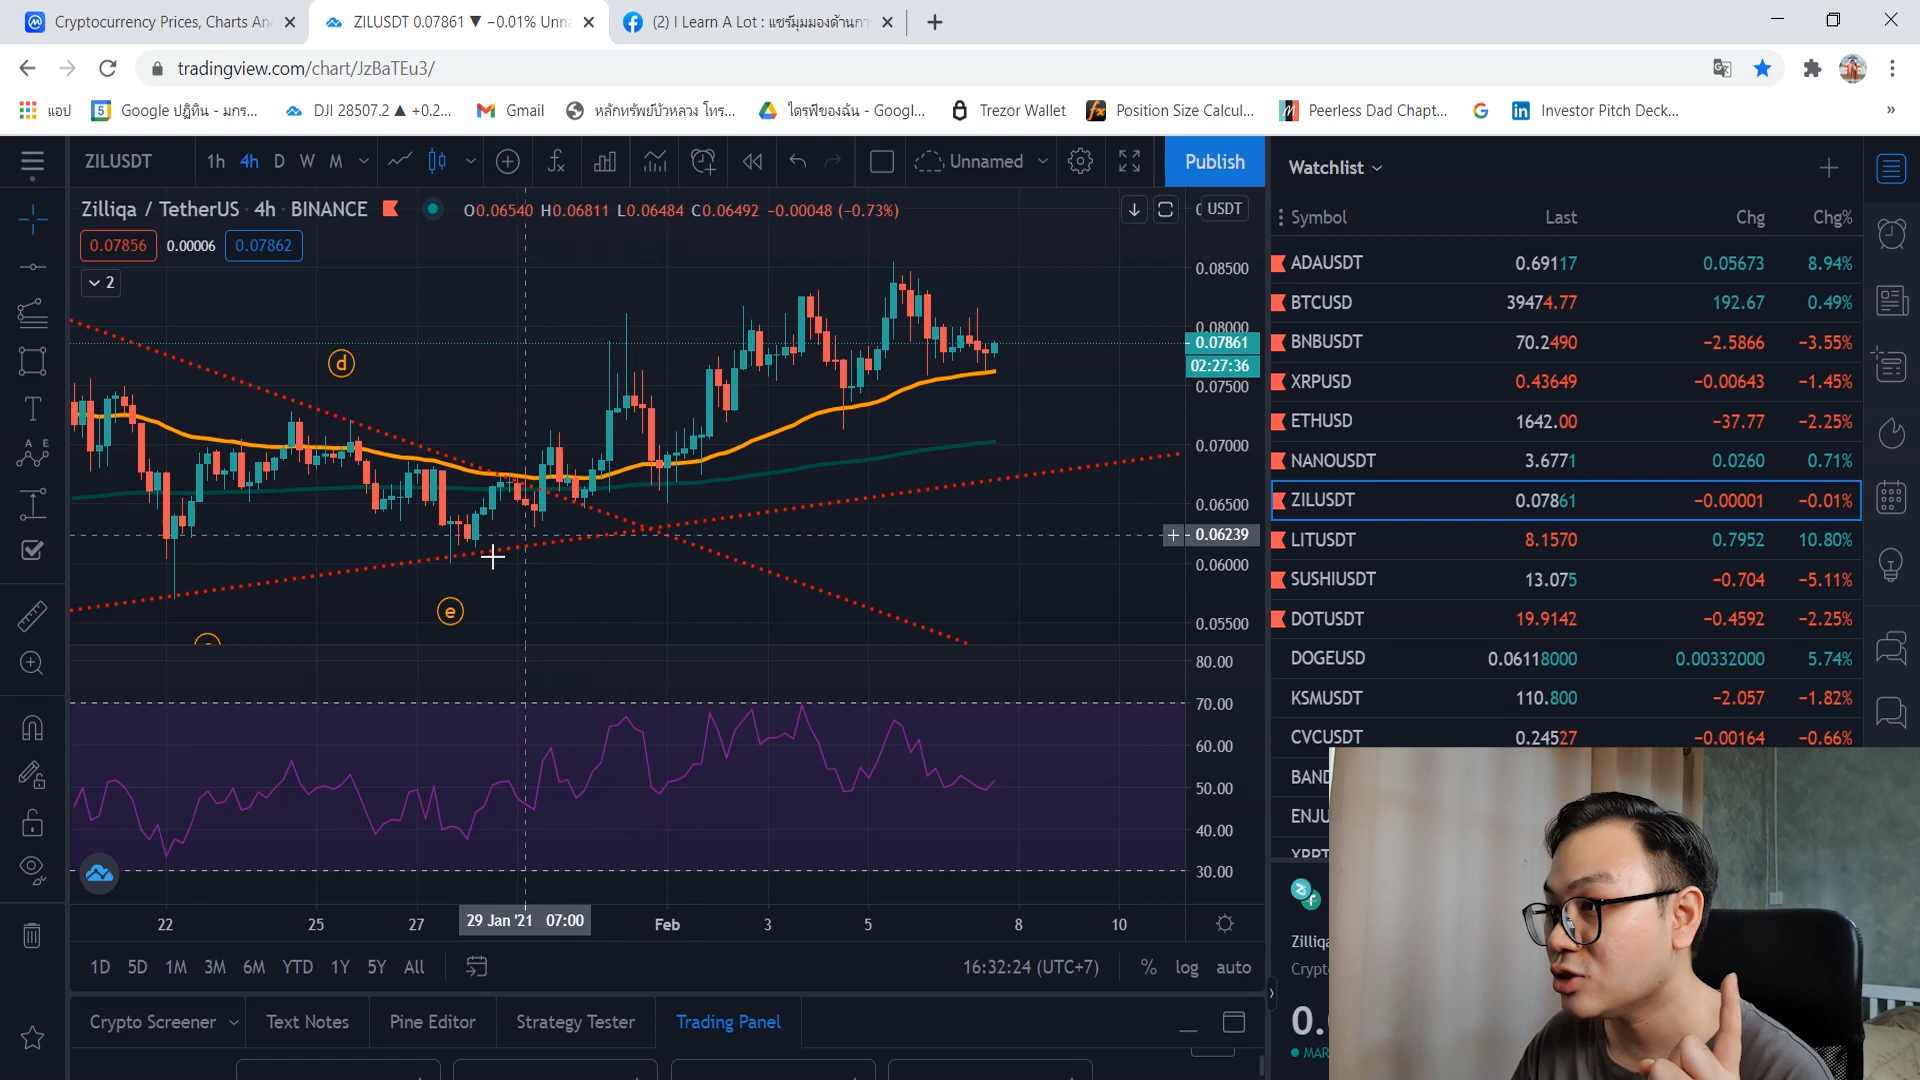 Cryptocurrency Prices, Charts An
ZILUSDT 0.07861 ▼ −0.01% Unn
(2) I Learn A Lot : แชร์มุมมองด้านกา
tradingview.com/chart/JzBaTEu3/
แอป
5
Google ปฏิทิน - มกร...
DJI 28507.2 ▲ +0.2...
Gmail
หลักทรัพย์บัวหลวง โทร...
ไดรฟ์ของฉัน - Googl...
Trezor Wallet
Position Size Calcul...
Peerless Dad Chapt...
Investor Pitch Deck...
»
ZILUSDT
1h 4h D W M
Unnamed
Publish
Zilliqa / TetherUS · 4h · BINANCE
O0.06540 H0.06811 L0.06484 C0.06492 −0.00048 (−0.73%)
USDT
0.07856 0.00006 0.07862
2
d
e
0.08500
0.08000
0.07861
02:27:36
0.07500
0.07000
0.06500
0.06239
0.06000
0.05500
80.00
70.00
60.00
50.00
40.00
30.00
22 25 27 29 Jan '21 07:00 Feb 3 5 8 10
1D 5D 1M 3M 6M YTD 1Y 5Y All
16:32:24 (UTC+7) % log auto
Crypto Screener
Text Notes
Pine Editor
Strategy Tester
Trading Panel
Watchlist
Symbol Last Chg Chg%
ADAUSDT 0.69117 0.05673 8.94%
BTCUSD 39474.77 192.67 0.49%
BNBUSDT 70.2490 −2.5866 −3.55%
XRPUSD 0.43649 −0.00643 −1.45%
ETHUSD 1642.00 −37.77 −2.25%
NANOUSDT 3.6771 0.0260 0.71%
ZILUSDT 0.07861 −0.00001 −0.01%
LITUSDT 8.1570 0.7952 10.80%
SUSHIUSDT 13.075 −0.704 −5.11%
DOTUSDT 19.9142 −0.4592 −2.25%
DOGEUSD 0.06118000 0.00332000 5.74%
KSMUSDT 110.800 −2.057 −1.82%
CVCUSDT 0.24527 −0.00164 −0.66%
BAND
ENJU
Zilliqa
Crypt
0.
MAR